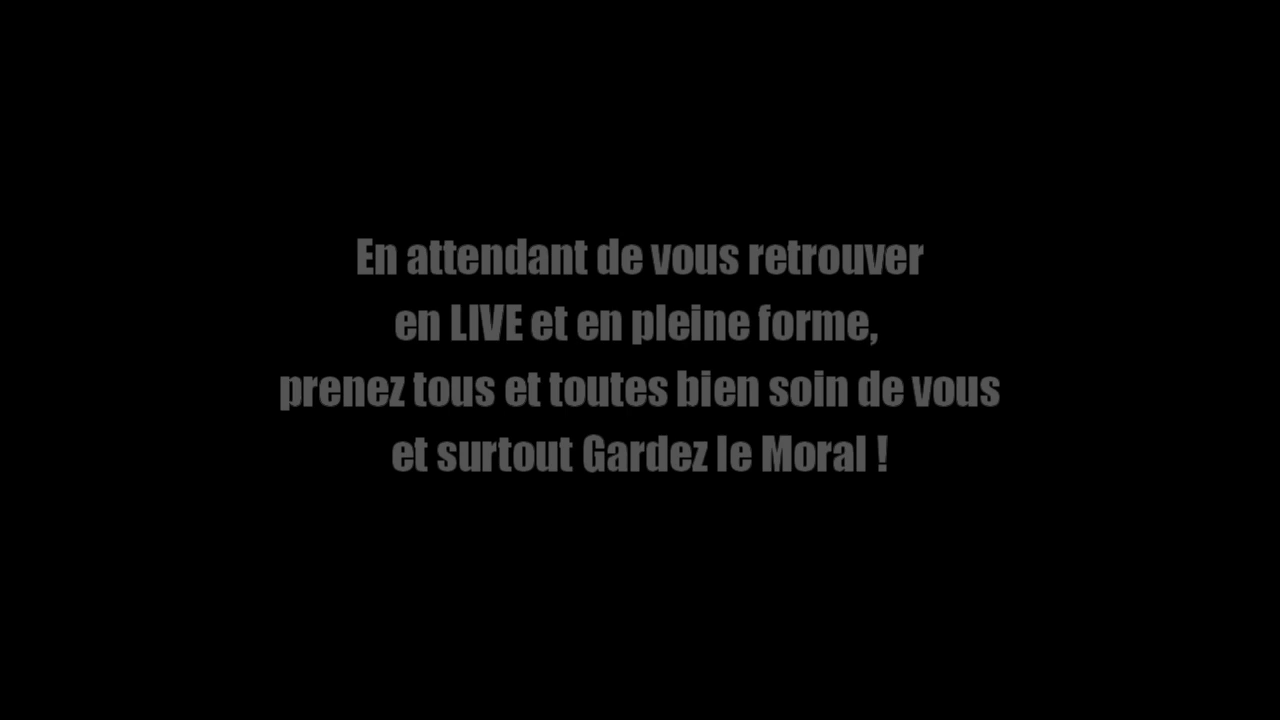 En attendant de vous retrouver
en LIVE et en pleine forme,
prenez tous et toutes bien soin de vous
et surtout Gardez le Moral !